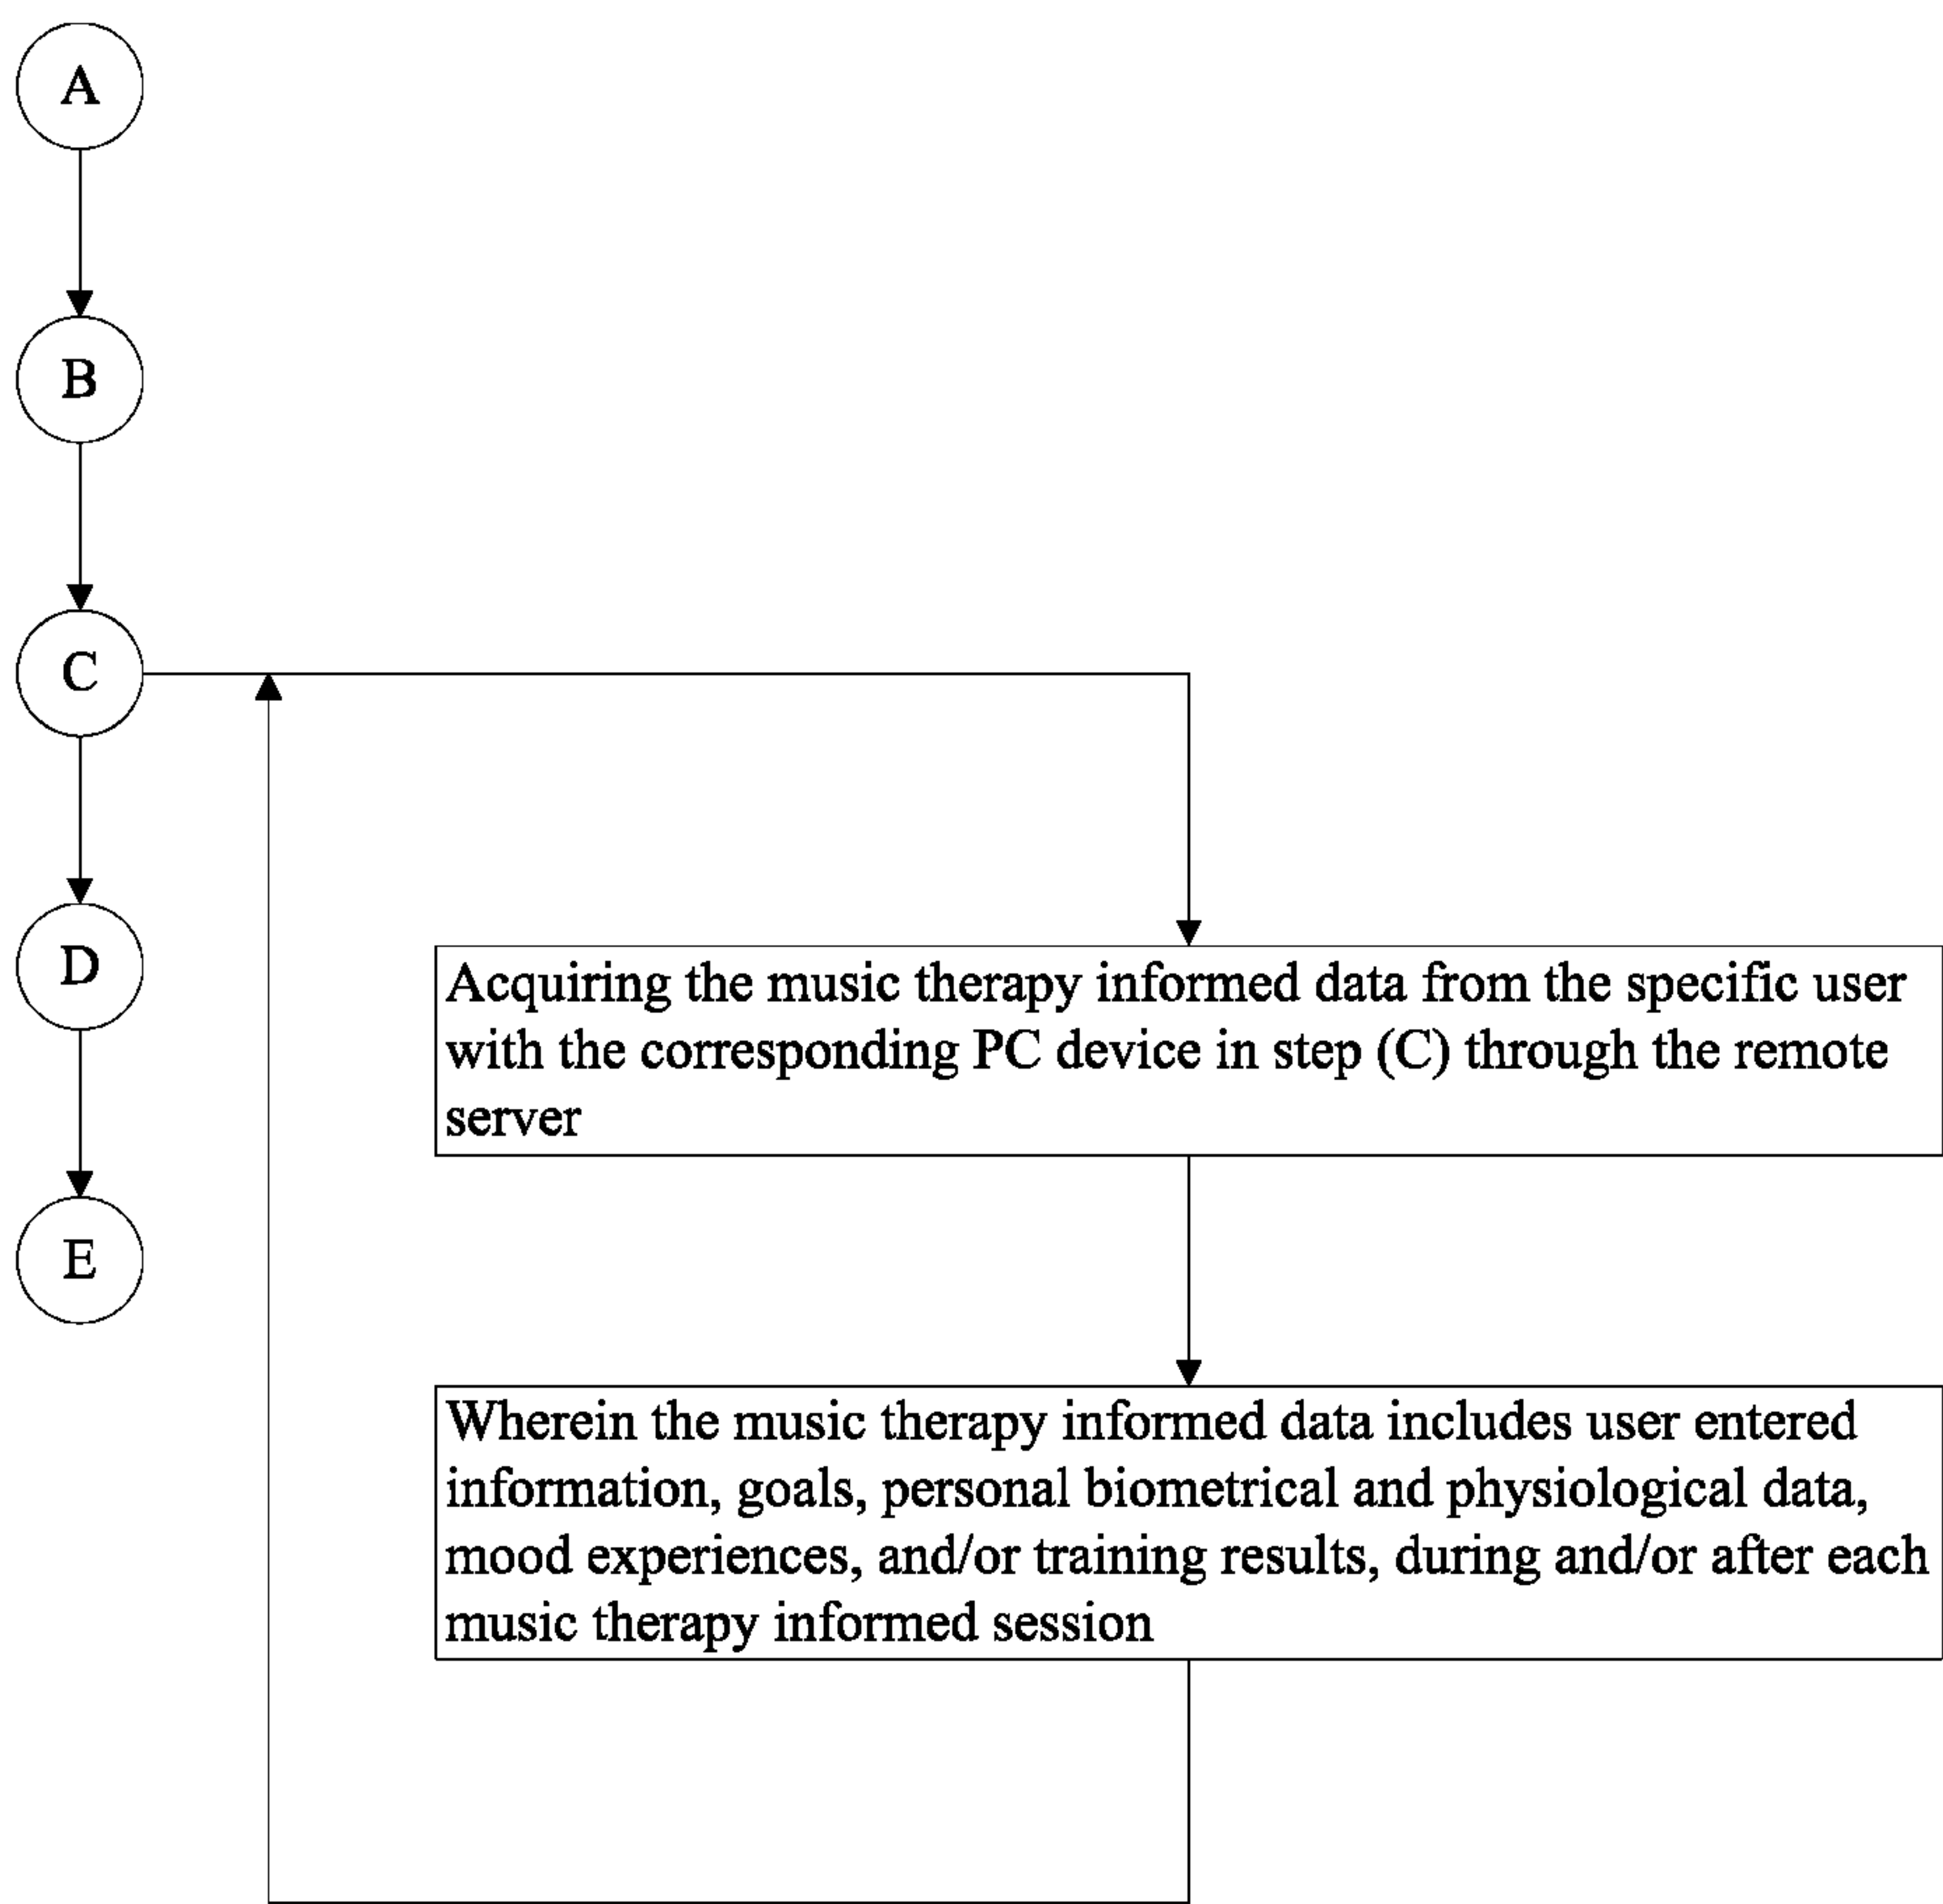 A
B
C
D
E
Acquiring the music therapy informed data from the specific user
with the corresponding PC device in step (C) through the remote
server
Wherein the music therapy informed data includes user entered
information, goals, personal biometrical and physiological data,
mood experiences, and/or training results, during and/or after each
music therapy informed session